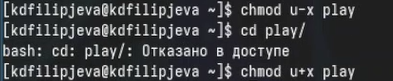 [kdfilipjeva@kdfilipjeva ~]$ chmod u-x play
[kdfilipjeva@kdfilipjeva ~]$ cd play/
bash: cd: play/: Отказано в доступе
[kdfilipjeva@kdfilipjeva ~]$ chmod u+x play